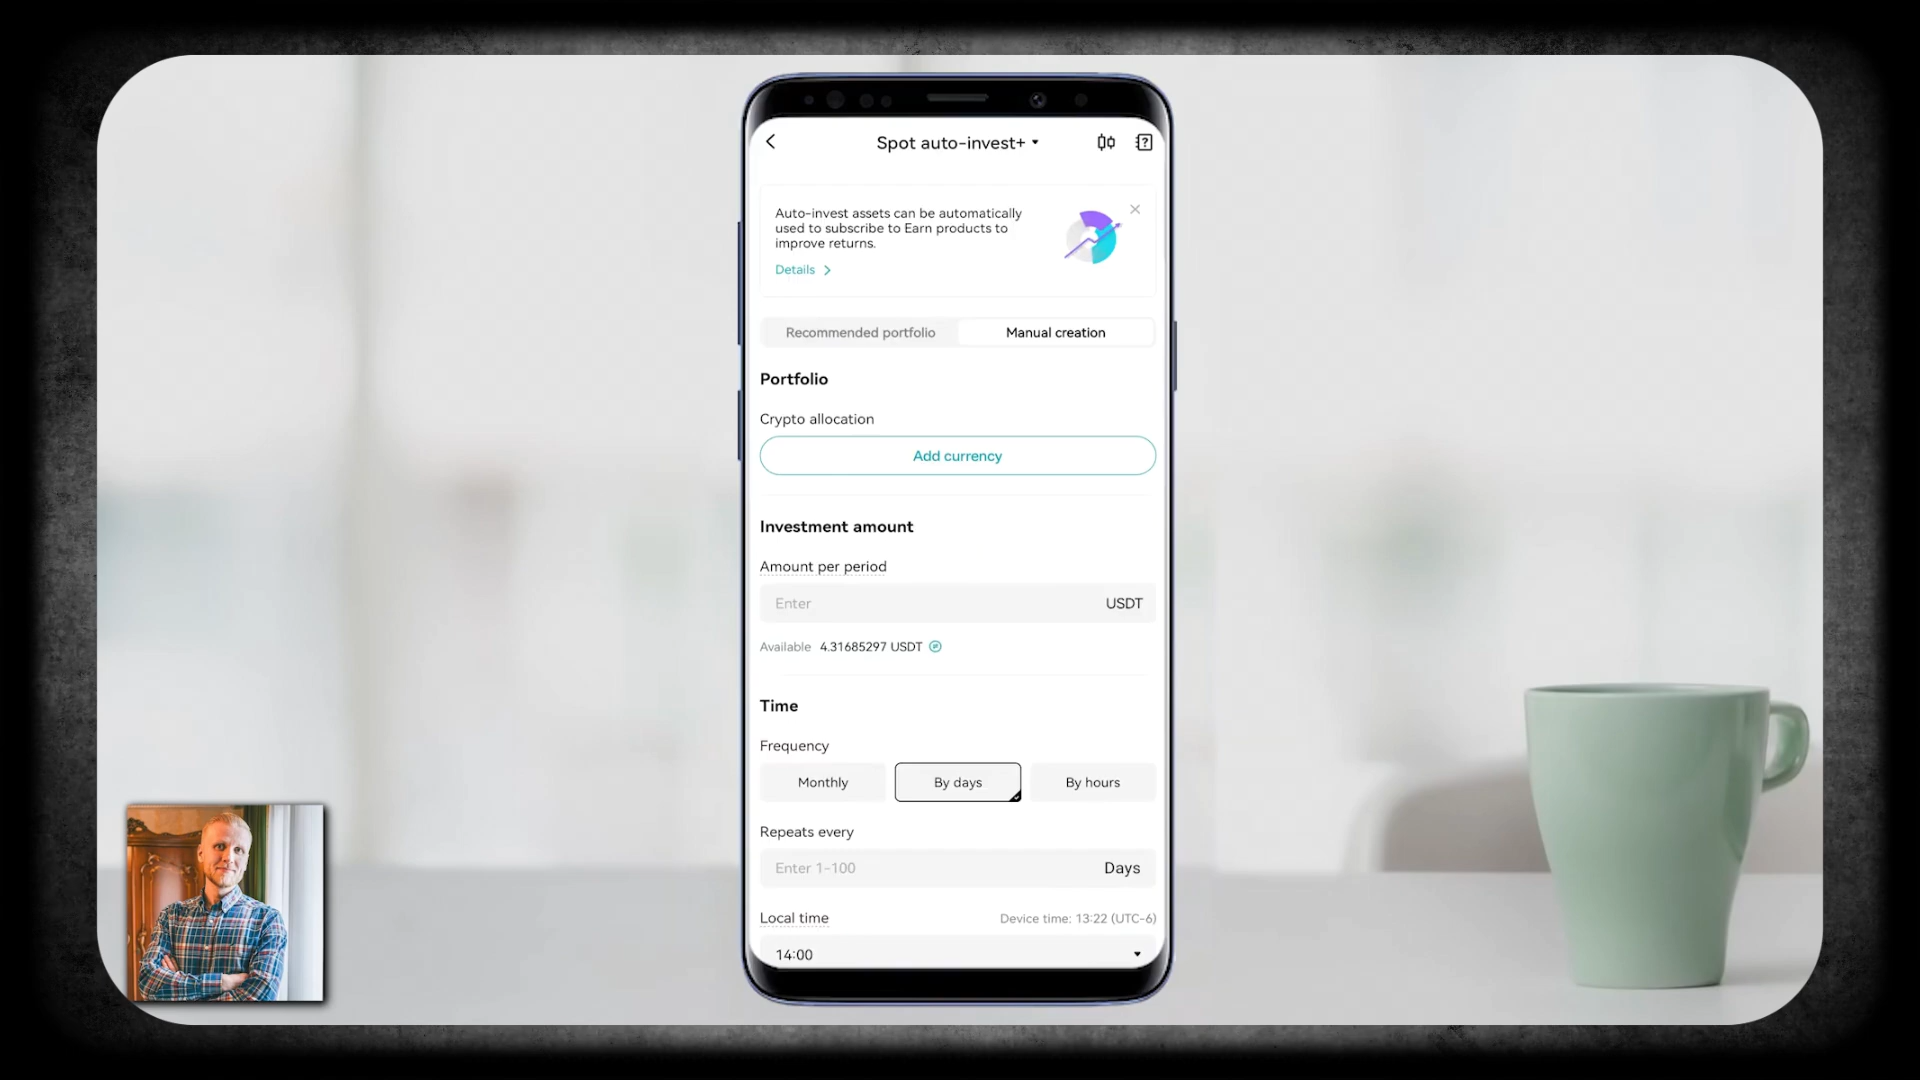 Spot auto-invest+
Auto-invest assets can be automatically
used to subscribe to Earn products to
improve returns.
Details
Recommended portfolio
Manual creation
Portfolio
Crypto allocation
Add currency
Investment amount
Amount per period
Enter
USDT
Available 4.31685297 USDT
Time
Frequency
Monthly
By days
By hours
Repeats every
Enter 1-100
Days
Local time
Device time: 13:22 (UTC-6)
14:00